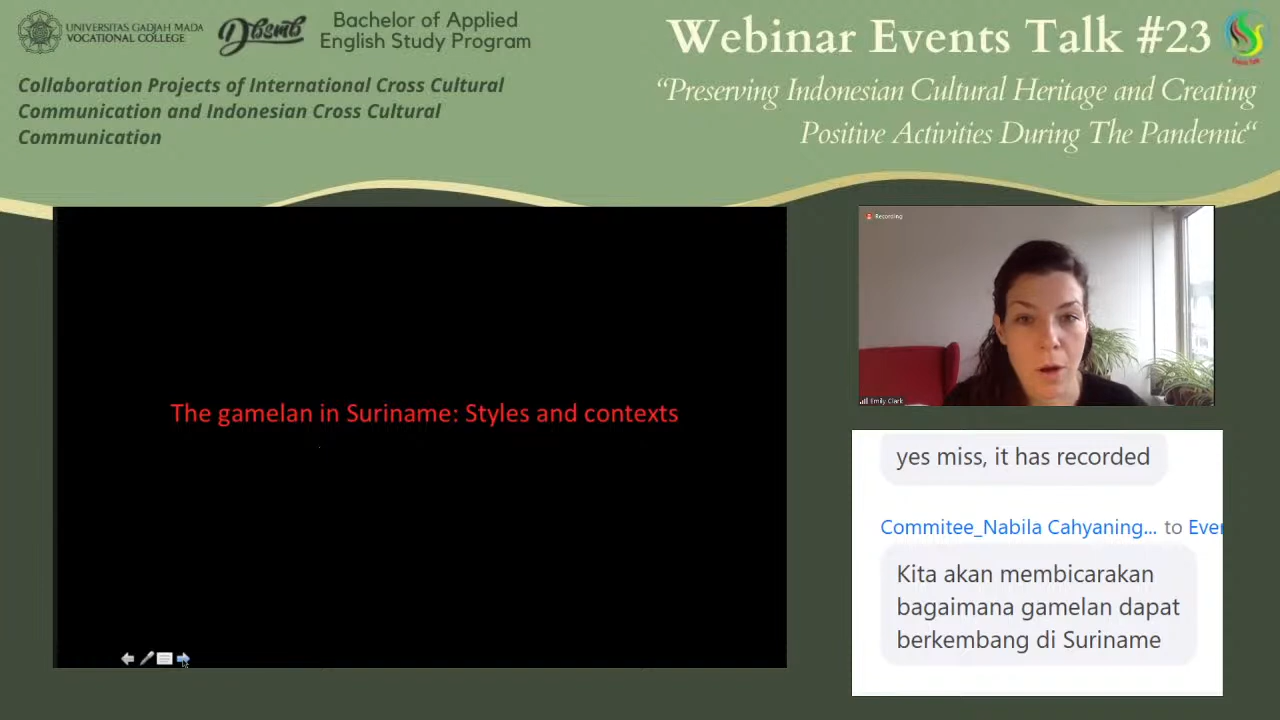 UNIVERSITAS GADJAH MADA
VOCATIONAL COLLEGE
Dbsmb
Bachelor of Applied
English Study Program
Webinar Events Talk #23
Collaboration Projects of International Cross Cultural
Communication and Indonesian Cross Cultural
Communication
“Preserving Indonesian Cultural Heritage and Creating
Positive Activities During The Pandemic“
The gamelan in Suriname: Styles and contexts
Recording
Emily Clark
yes miss, it has recorded
Commitee_Nabila Cahyaning... to Ever
Kita akan membicarakan
bagaimana gamelan dapat
berkembang di Suriname